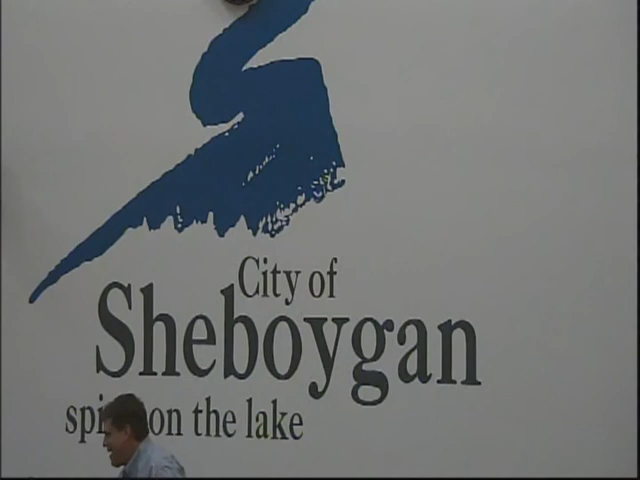 City of
Sheboygan
on the lake